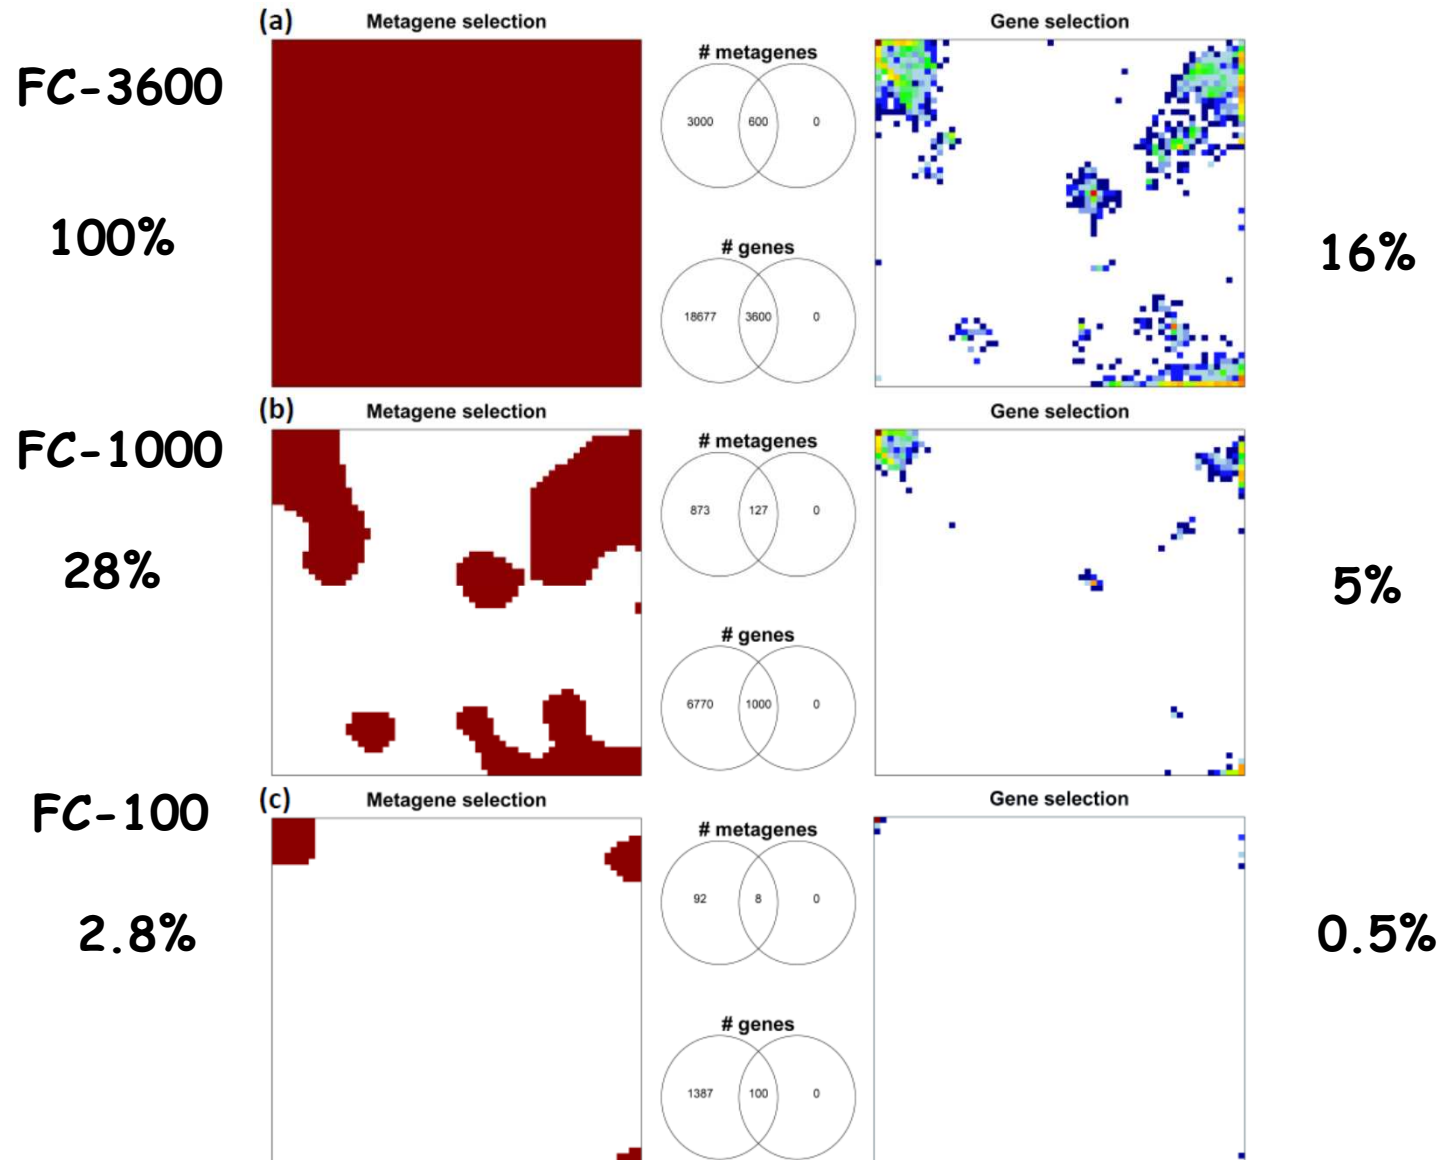 (a) Metagene selection Gene selection
FC-3600
# metagenes
3000 600 0
100%
16%
# genes
18677 3600 0
(b) Metagene selection Gene selection
FC-1000
# metagenes
873 127 0
28%
5%
# genes
6770 1000 0
(c) Metagene selection Gene selection
FC-100
# metagenes
92 8 0
2.8%
0.5%
# genes
1387 100 0